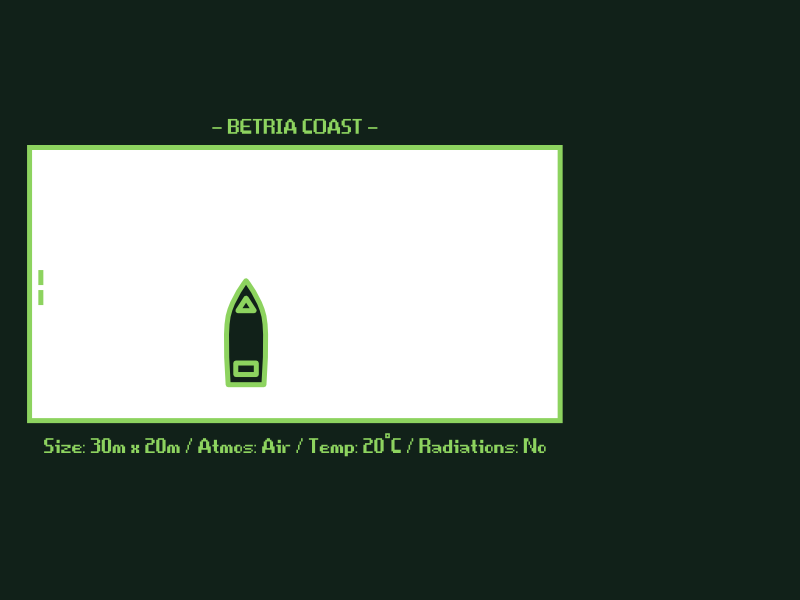 – BETRIA COAST –
Size: 30m x 20m / Atmos: Air / Temp: 20°C / Radiations: No